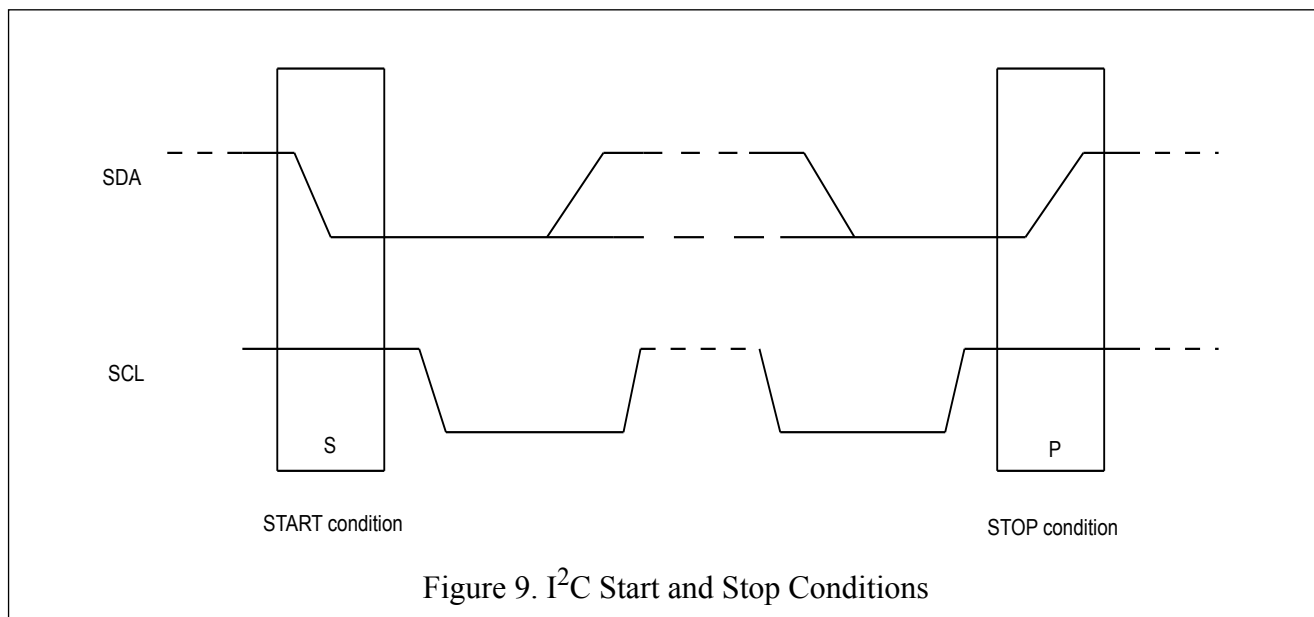 SDA
SCL
S
P
START condition
STOP condition
Figure 9. I²C Start and Stop Conditions